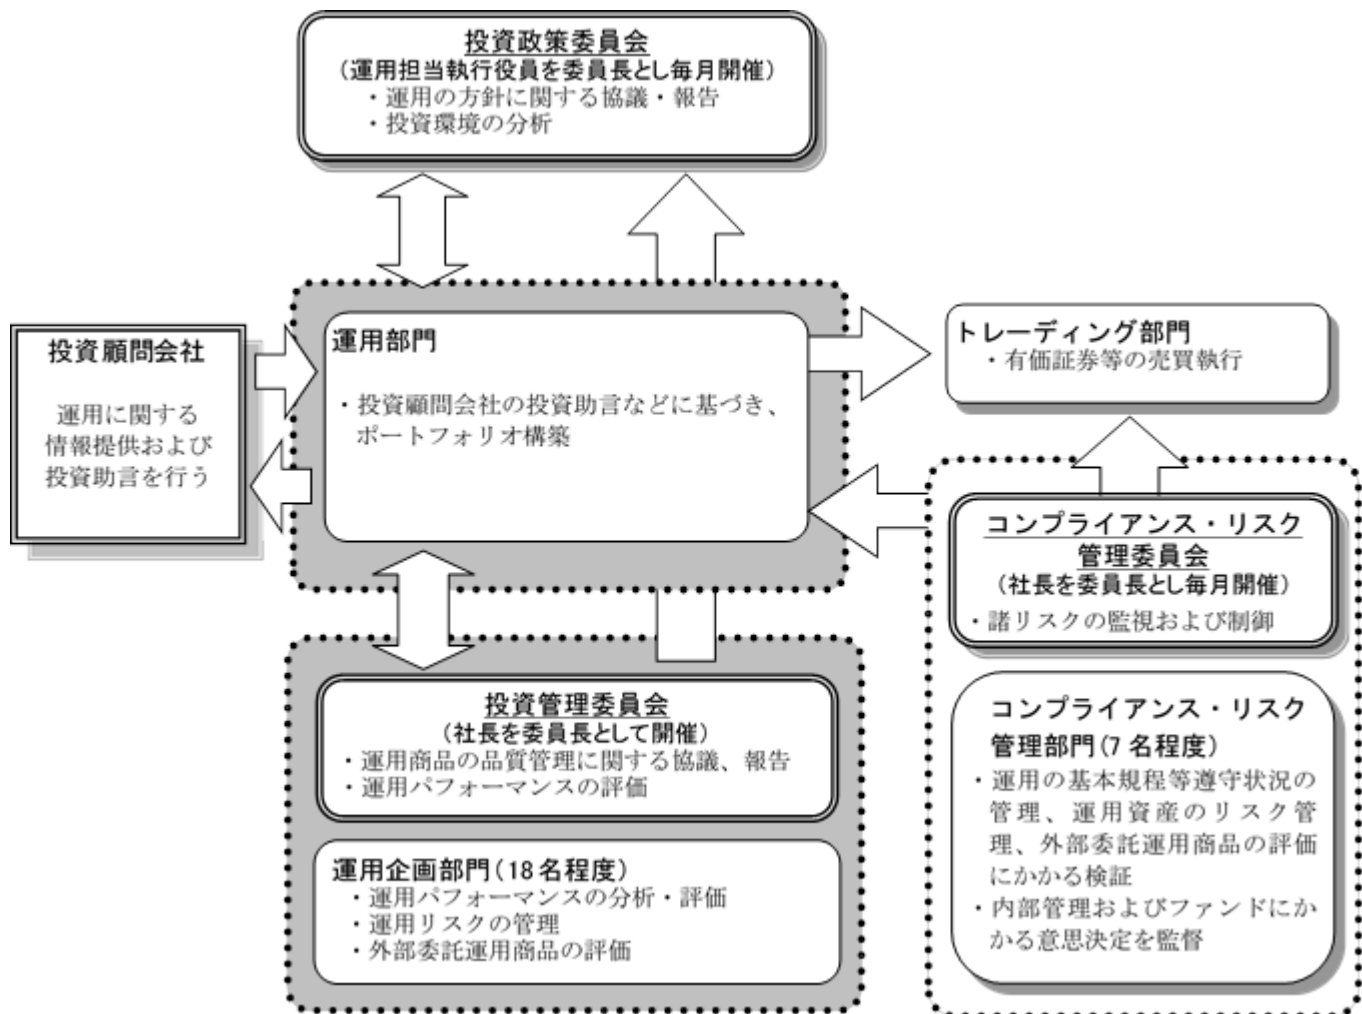 投資政策委員会
（運用担当執行役員を委員長とし毎月開催）
・運用の方針に関する協議・報告
・投資環境の分析
投資顧問会社
運用に関する
情報提供および
投資助言を行う
運用部門
・投資顧問会社の投資助言などに基づき、
ポートフォリオ構築
トレーディング部門
・有価証券等の売買執行
コンプライアンス・リスク
管理委員会
（社長を委員長とし毎月開催）
・諸リスクの監視および制御
コンプライアンス・リスク
管理部門（7 名程度）
・運用の基本規程等遵守状況の
管理、運用資産のリスク管
理、外部委託運用商品の評価
にかかる検証
・内部管理およびファンドにか
かる意思決定を監督
投資管理委員会
（社長を委員長として開催）
・運用商品の品質管理に関する協議、報告
・運用パフォーマンスの評価
運用企画部門（18 名程度）
・運用パフォーマンスの分析・評価
・運用リスクの管理
・外部委託運用商品の評価